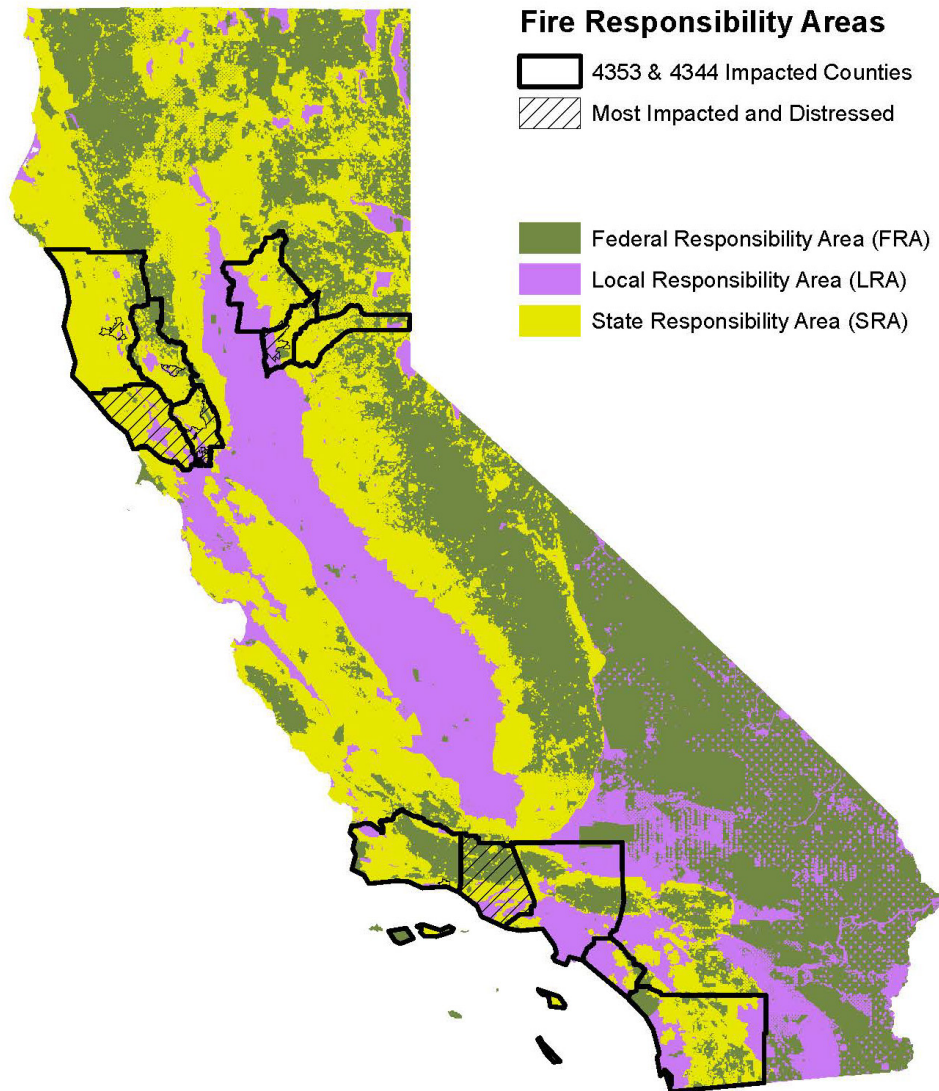 Fire Responsibility Areas
4353 & 4344 Impacted Counties
Most Impacted and Distressed
Federal Responsibility Area (FRA)
Local Responsibility Area (LRA)
State Responsibility Area (SRA)